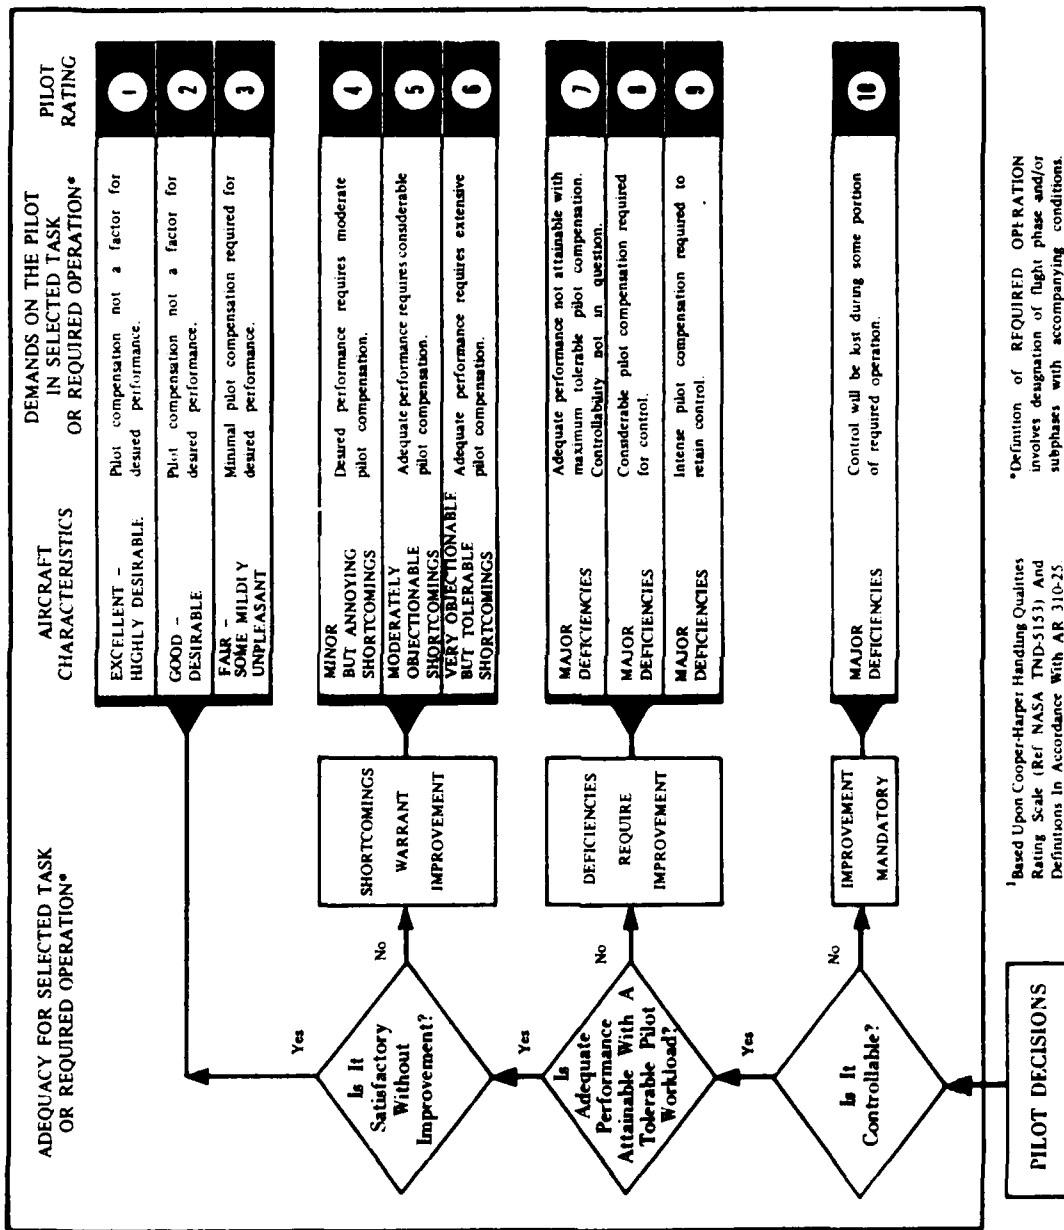 ADEQUACY FOR SELECTED TASK
OR REQUIRED OPERATION*
AIRCRAFT
CHARACTERISTICS
DEMANDS ON THE PILOT
IN SELECTED TASK
OR REQUIRED OPERATION*
PILOT
RATING
EXCELLENT –
HIGHLY DESIRABLE
Pilot compensation not a factor for
desired performance.
1
GOOD –
DESIRABLE
Pilot compensation not a factor for
desired performance.
2
FAIR –
SOME MILDLY
UNPLEASANT
Minimal pilot compensation required for
desired performance.
3
Yes
Is It
Satisfactory
Without
Improvement?
No
SHORTCOMINGS
WARRANT
IMPROVEMENT
MINOR
BUT ANNOYING
SHORTCOMINGS
Desired performance requires moderate
pilot compensation.
4
MODERATELY
OBJECTIONABLE
SHORTCOMINGS
Adequate performance requires considerable
pilot compensation.
5
VERY OBJECTIONABLE
BUT TOLERABLE
SHORTCOMINGS
Adequate performance requires extensive
pilot compensation.
6
Yes
Is
Adequate
Performance
Attainable With A
Tolerable Pilot
Workload?
No
DEFICIENCIES
REQUIRE
IMPROVEMENT
MAJOR
DEFICIENCIES
Adequate performance not attainable with
maximum tolerable pilot compensation.
Controllability not in question.
7
MAJOR
DEFICIENCIES
Considerable pilot compensation required
for control.
8
MAJOR
DEFICIENCIES
Intense pilot compensation required to
retain control.
9
Yes
Is It
Controllable?
No
IMPROVEMENT
MANDATORY
MAJOR
DEFICIENCIES
Control will be lost during some portion
of required operation.
10
PILOT DECISIONS
¹Based Upon Cooper-Harper Handling Qualities
Rating Scale (Ref NASA TND-5153) And
Definitions In Accordance With AR 310-25
*Definition of REQUIRED OPERATION
involves designation of flight phase and/or
subphases with accompanying conditions.